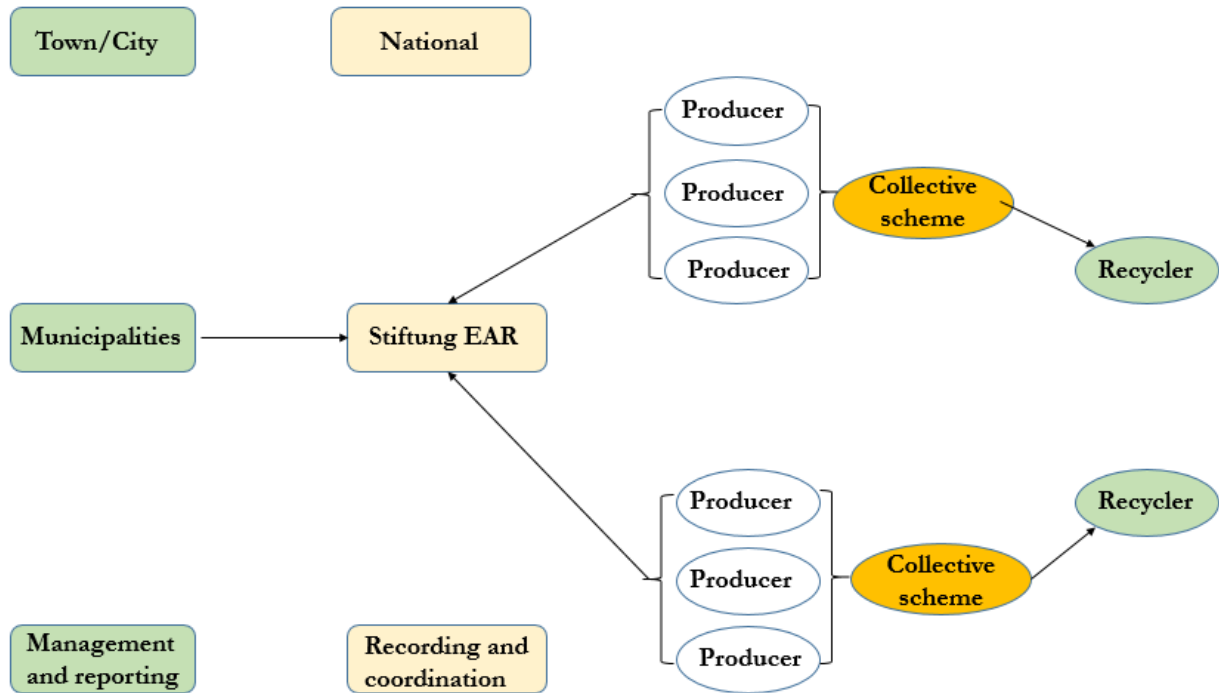 Town/City
National
Producer
Producer
Producer
Collective
scheme
Recycler
Municipalities
Stiftung EAR
Producer
Producer
Producer
Collective
scheme
Recycler
Management
and reporting
Recording and
coordination